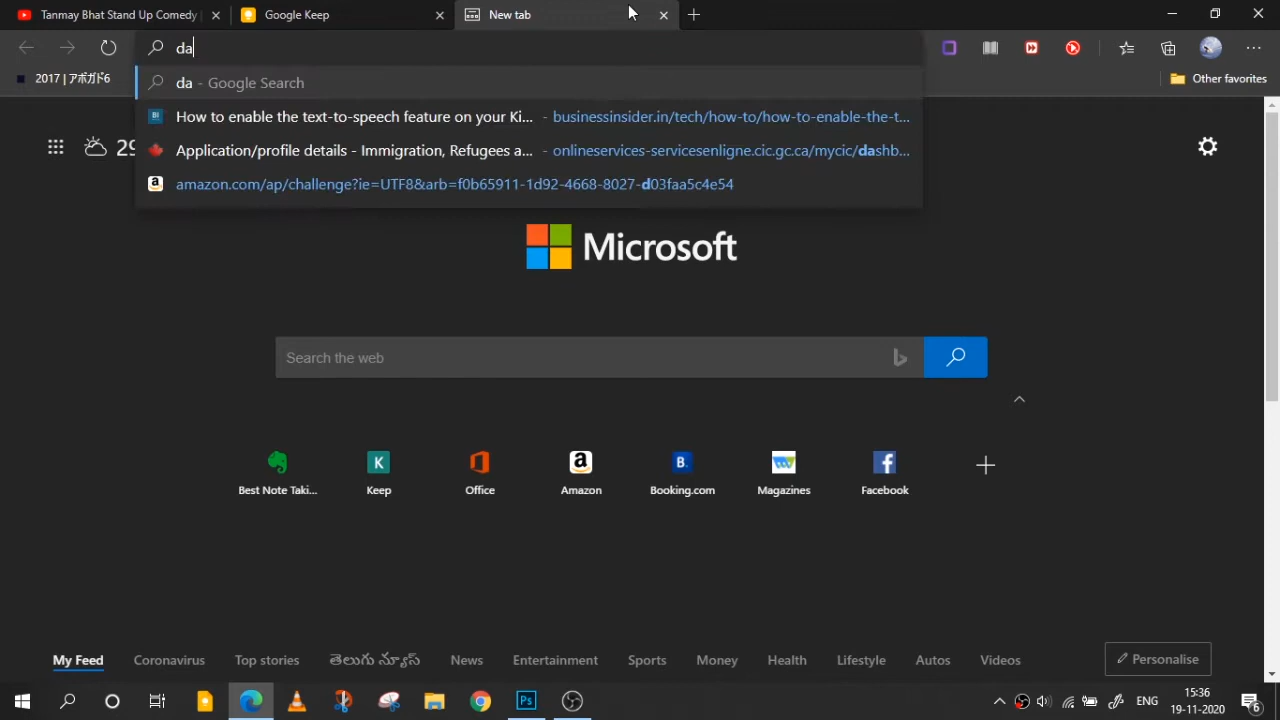 Tanmay Bhat Stand Up Comedy
Google Keep
New tab
da
2017 | アボガド6
Other favorites
da - Google Search
How to enable the text-to-speech feature on your Ki... - businessinsider.in/tech/how-to/how-to-enable-the-t...
Application/profile details - Immigration, Refugees a... - onlineservices-servicesenligne.cic.gc.ca/mycic/dashb...
amazon.com/ap/challenge?ie=UTF8&arb=f0b65911-1d92-4668-8027-d03faa5c4e54
29
Microsoft
Search the web
Best Note Taki...
Keep
Office
Amazon
Booking.com
Magazines
Facebook
My Feed
Coronavirus
Top stories
తెలుగు న్యూస్
News
Entertainment
Sports
Money
Health
Lifestyle
Autos
Videos
Personalise
ENG
15:36
19-11-2020
6